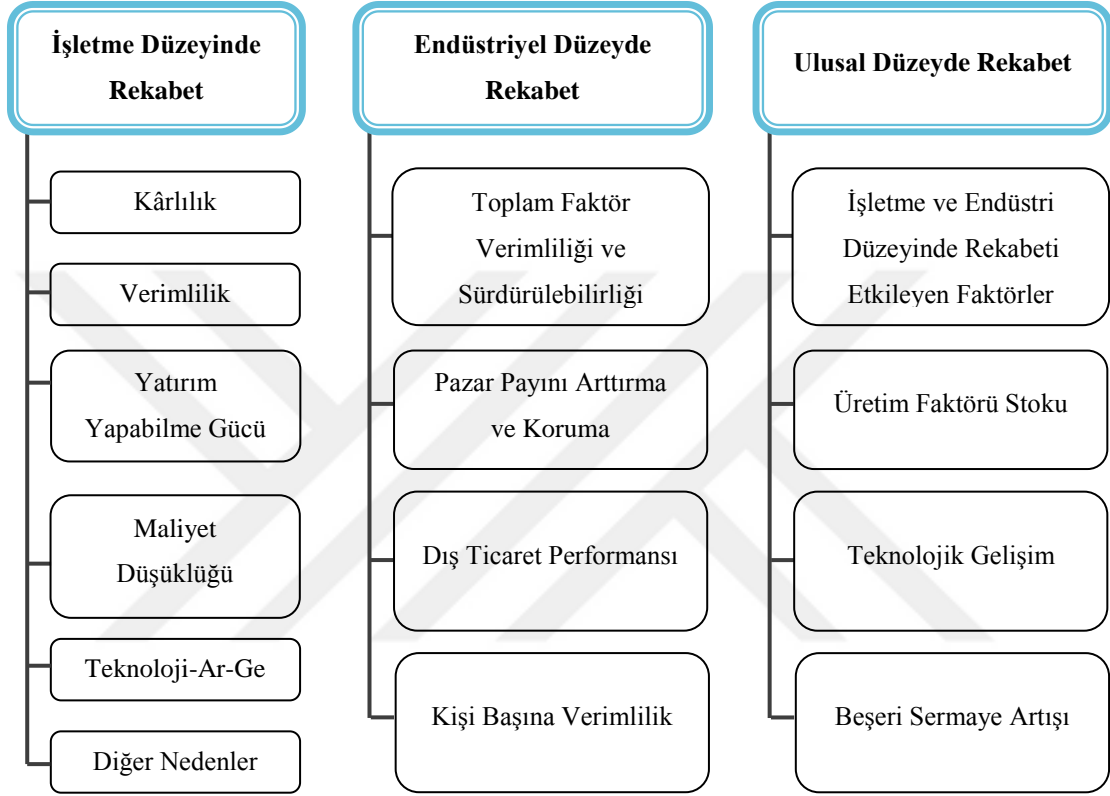 İşletme Düzeyinde
Rekabet
Kârlılık
Verimlilik
Yatırım
Yapabilme Gücü
Maliyet
Düşüklüğü
Teknoloji-Ar-Ge
Diğer Nedenler
Endüstriyel Düzeyde
Rekabet
Toplam Faktör
Verimliliği ve
Sürdürülebilirliği
Pazar Payını Arttırma
ve Koruma
Dış Ticaret Performansı
Kişi Başına Verimlilik
Ulusal Düzeyde Rekabet
İşletme ve Endüstri
Düzeyinde Rekabeti
Etkileyen Faktörler
Üretim Faktörü Stoku
Teknolojik Gelişim
Beşeri Sermaye Artışı